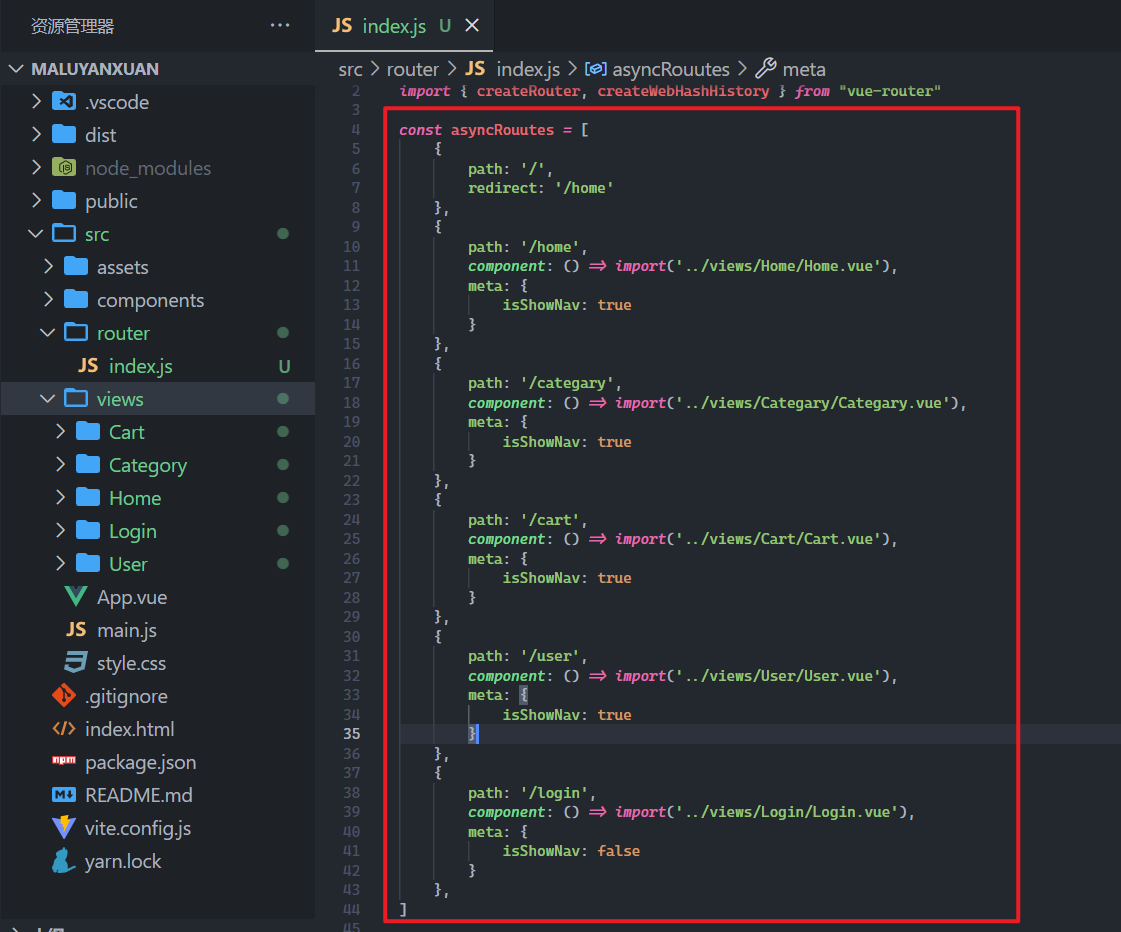 资源管理器 ···
MALUYANXUAN
.vscode
dist
node_modules
public
src
assets
components
router
JS index.js U
views
Cart
Category
Home
Login
User
App.vue
JS main.js
style.css
.gitignore
index.html
npm package.json
README.md
vite.config.js
yarn.lock
JS index.js U ×
src > router > JS index.js > asyncRouutes > meta
2 import { createRouter, createWebHashHistory } from "vue-router"
3
4 const asyncRouutes = [
5 {
6 path: '/',
7 redirect: '/home'
8 },
9 {
10 path: '/home',
11 component: () => import('../views/Home/Home.vue'),
12 meta: {
13 isShowNav: true
14 }
15 },
16 {
17 path: '/categary',
18 component: () => import('../views/Categary/Categary.vue'),
19 meta: {
20 isShowNav: true
21 }
22 },
23 {
24 path: '/cart',
25 component: () => import('../views/Cart/Cart.vue'),
26 meta: {
27 isShowNav: true
28 }
29 },
30 {
31 path: '/user',
32 component: () => import('../views/User/User.vue'),
33 meta: {
34 isShowNav: true
35 }
36 },
37 {
38 path: '/login',
39 component: () => import('../views/Login/Login.vue'),
40 meta: {
41 isShowNav: false
42 }
43 },
44 ]
45